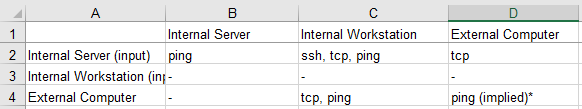 A B C D
1 Internal Server Internal Workstation External Computer
2 Internal Server (input) ping ssh, tcp, ping tcp
3 Internal Workstation (inp - - -
4 External Computer - tcp, ping ping (implied)*